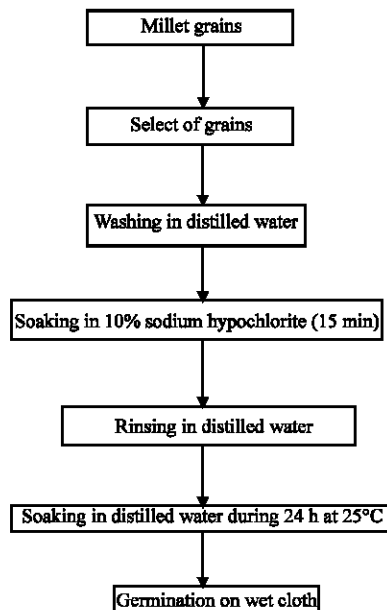 Millet grains
Select of grains
Washing in distilled water
Soaking in 10% sodium hypochlorite (15 min)
Rinsing in distilled water
Soaking in distilled water during 24 h at 25°C
Germination on wet cloth